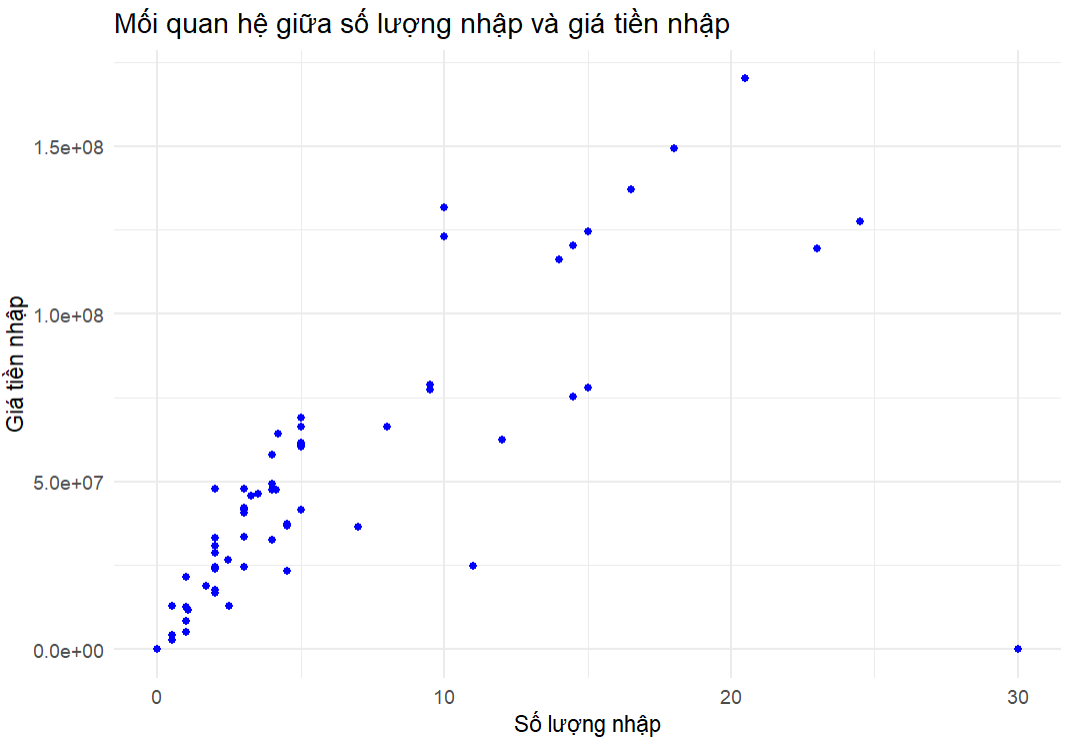 Mối quan hệ giữa số lượng nhập và giá tiền nhập
Giá tiền nhập
1.5e+08
1.0e+08
5.0e+07
0.0e+00
0
10
20
30
Số lượng nhập